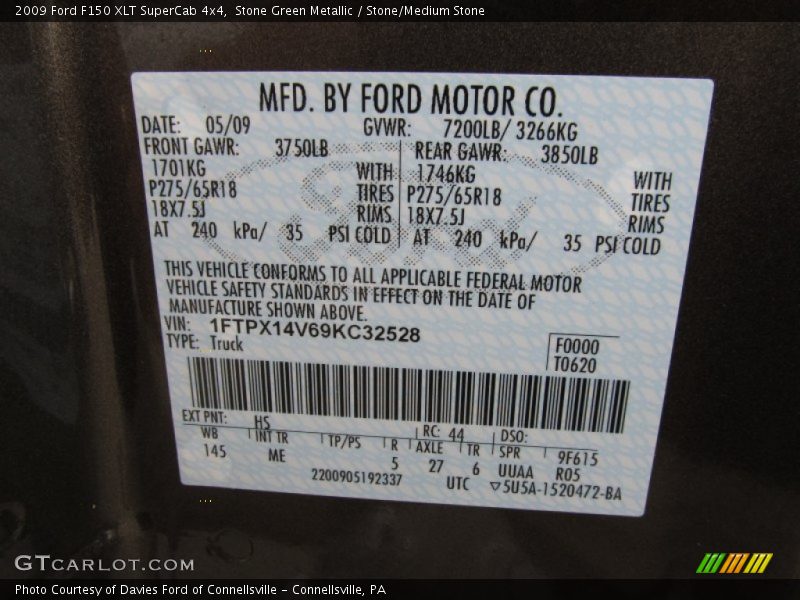 2009 Ford F150 XLT SuperCab 4x4,  Stone Green Metallic / Stone/Medium Stone
MFD. BY FORD MOTOR CO.
DATE: 05/09 GVWR: 7200LB/ 3266KG
FRONT GAWR: 3750LB REAR GAWR: 3850LB
1701KG WITH 1746KG WITH
P275/65R18 TIRES P275/65R18 TIRES
18X7.5J RIMS 18X7.5J RIMS
AT 240 kPa/ 35 PSI COLD AT 240 kPa/ 35 PSI COLD
THIS VEHICLE CONFORMS TO ALL APPLICABLE FEDERAL MOTOR
VEHICLE SAFETY STANDARDS IN EFFECT ON THE DATE OF
MANUFACTURE SHOWN ABOVE.
VIN: 1FTPX14V69KC32528
TYPE: Truck
F0000
T0620
EXT PNT: HS RC: 44 DSO:
WB INT TR TP/PS R AXLE TR SPR 9F615
145 ME 5 27 6 UUAA R05
2200905192337 UTC ▽5U5A-1520472-BA
Ford
GTCARLOT.COM
Photo Courtesy of Davies Ford of Connellsville – Connellsville, PA